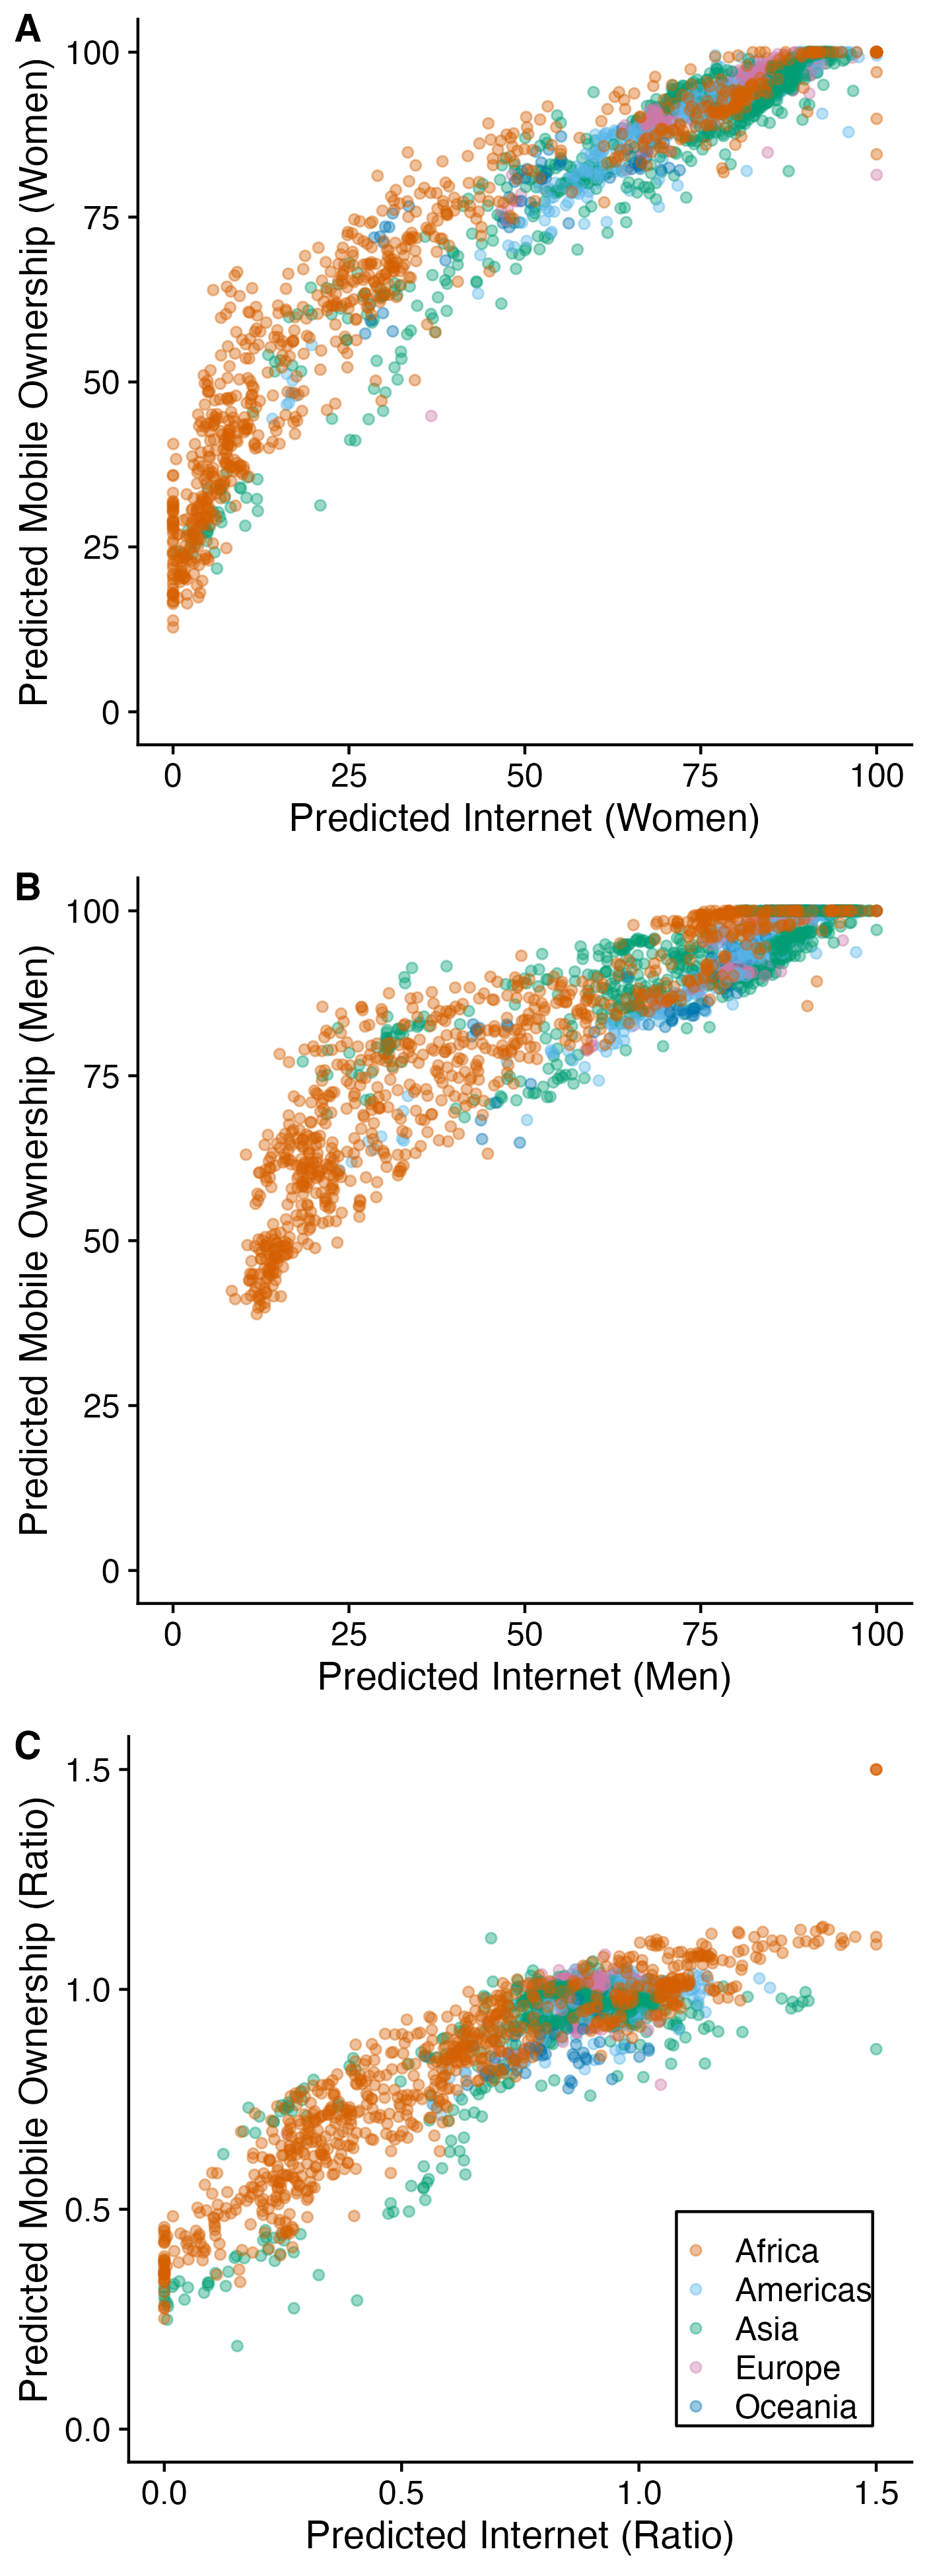 A
Predicted Mobile Ownership (Women)
100
75
50
25
0
0 25 50 75 100
Predicted Internet (Women)
B
Predicted Mobile Ownership (Men)
100
75
50
25
0
0 25 50 75 100
Predicted Internet (Men)
C
Predicted Mobile Ownership (Ratio)
1.5
1.0
0.5
0.0
Africa
Americas
Asia
Europe
Oceania
0.0 0.5 1.0 1.5
Predicted Internet (Ratio)